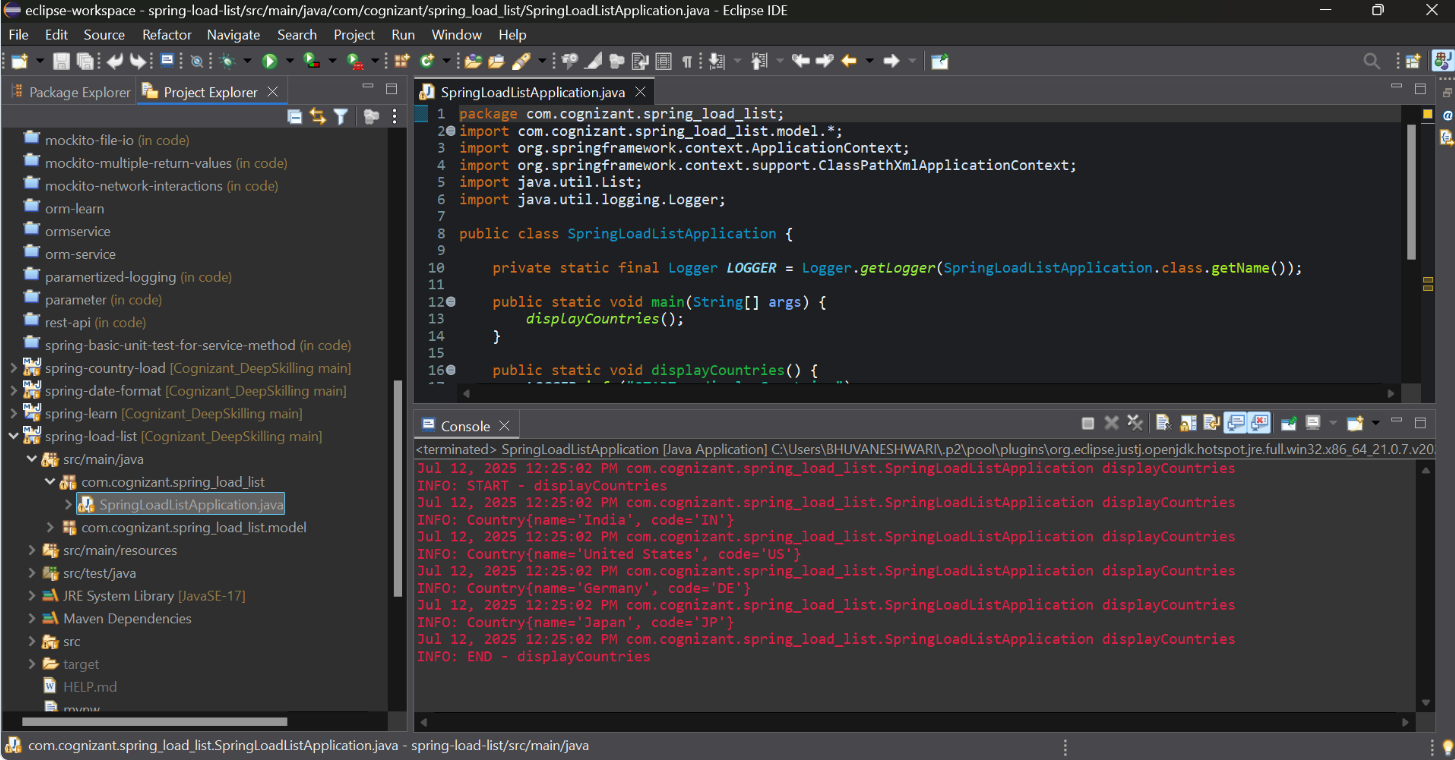 eclipse-workspace - spring-load-list/src/main/java/com/cognizant/spring_load_list/SpringLoadListApplication.java - Eclipse IDE
File Edit Source Refactor Navigate Search Project Run Window Help
Package Explorer Project Explorer
mockito-file-io (in code)
mockito-multiple-return-values (in code)
mockito-network-interactions (in code)
orm-learn
ormservice
orm-service
paramertized-logging (in code)
parameter (in code)
rest-api (in code)
spring-basic-unit-test-for-service-method (in code)
spring-country-load [Cognizant_DeepSkilling main]
spring-date-format [Cognizant_DeepSkilling main]
spring-learn [Cognizant_DeepSkilling main]
spring-load-list [Cognizant_DeepSkilling main]
src/main/java
com.cognizant.spring_load_list
SpringLoadListApplication.java
com.cognizant.spring_load_list.model
src/main/resources
src/test/java
JRE System Library [JavaSE-17]
Maven Dependencies
src
target
HELP.md
mvnw
SpringLoadListApplication.java
1 package com.cognizant.spring_load_list;
2 import com.cognizant.spring_load_list.model.*;
3 import org.springframework.context.ApplicationContext;
4 import org.springframework.context.support.ClassPathXmlApplicationContext;
5 import java.util.List;
6 import java.util.logging.Logger;
7
8 public class SpringLoadListApplication {
9
10 private static final Logger LOGGER = Logger.getLogger(SpringLoadListApplication.class.getName());
11
12 public static void main(String[] args) {
13 displayCountries();
14 }
15
16 public static void displayCountries() {
Console
<terminated> SpringLoadListApplication [Java Application] C:\Users\BHUVANESHWARI\.p2\pool\plugins\org.eclipse.justj.openjdk.hotspot.jre.full.win32.x86_64_21.0.7.v20
Jul 12, 2025 12:25:02 PM com.cognizant.spring_load_list.SpringLoadListApplication displayCountries
INFO: START - displayCountries
Jul 12, 2025 12:25:02 PM com.cognizant.spring_load_list.SpringLoadListApplication displayCountries
INFO: Country{name='India', code='IN'}
Jul 12, 2025 12:25:02 PM com.cognizant.spring_load_list.SpringLoadListApplication displayCountries
INFO: Country{name='United States', code='US'}
Jul 12, 2025 12:25:02 PM com.cognizant.spring_load_list.SpringLoadListApplication displayCountries
INFO: Country{name='Germany', code='DE'}
Jul 12, 2025 12:25:02 PM com.cognizant.spring_load_list.SpringLoadListApplication displayCountries
INFO: Country{name='Japan', code='JP'}
Jul 12, 2025 12:25:02 PM com.cognizant.spring_load_list.SpringLoadListApplication displayCountries
INFO: END - displayCountries
com.cognizant.spring_load_list.SpringLoadListApplication.java - spring-load-list/src/main/java